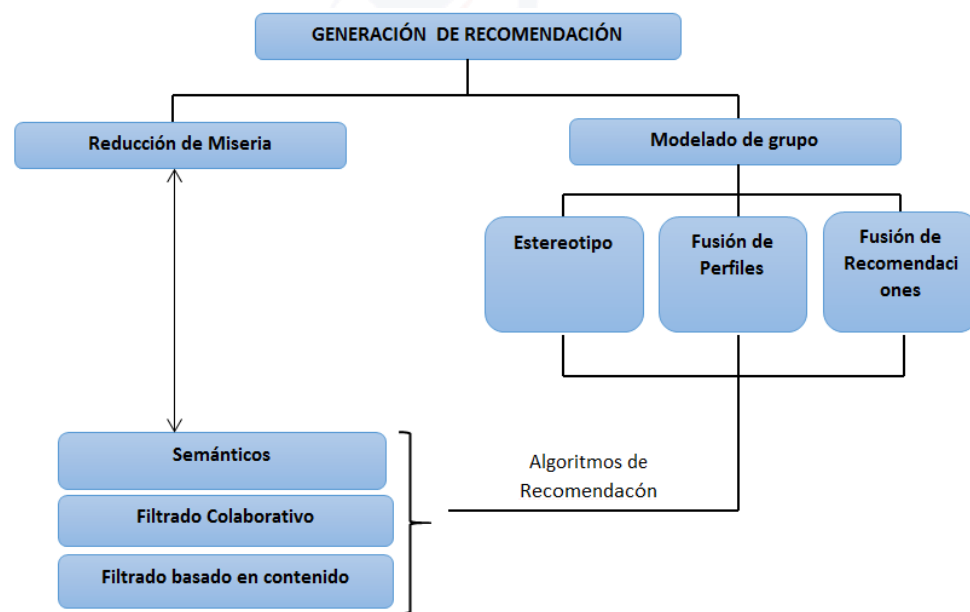 GENERACIÓN DE RECOMENDACIÓN
Reducción de Miseria
Modelado de grupo
Estereotipo
Fusión de
Perfiles
Fusión de
Recomendaci
ones
Semánticos
Filtrado Colaborativo
Filtrado basado en contenido
Algoritmos de
Recomendacón